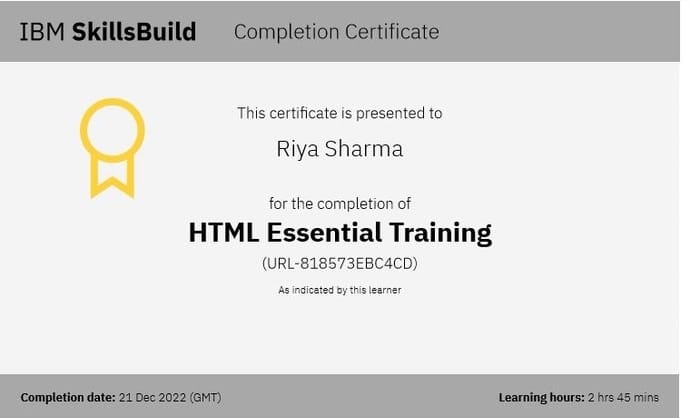 IBM SkillsBuild Completion Certificate
This certificate is presented to
Riya Sharma
for the completion of
HTML Essential Training
(URL-818573EBC4CD)
As indicated by this learner
Completion date: 21 Dec 2022 (GMT) Learning hours: 2 hrs 45 mins